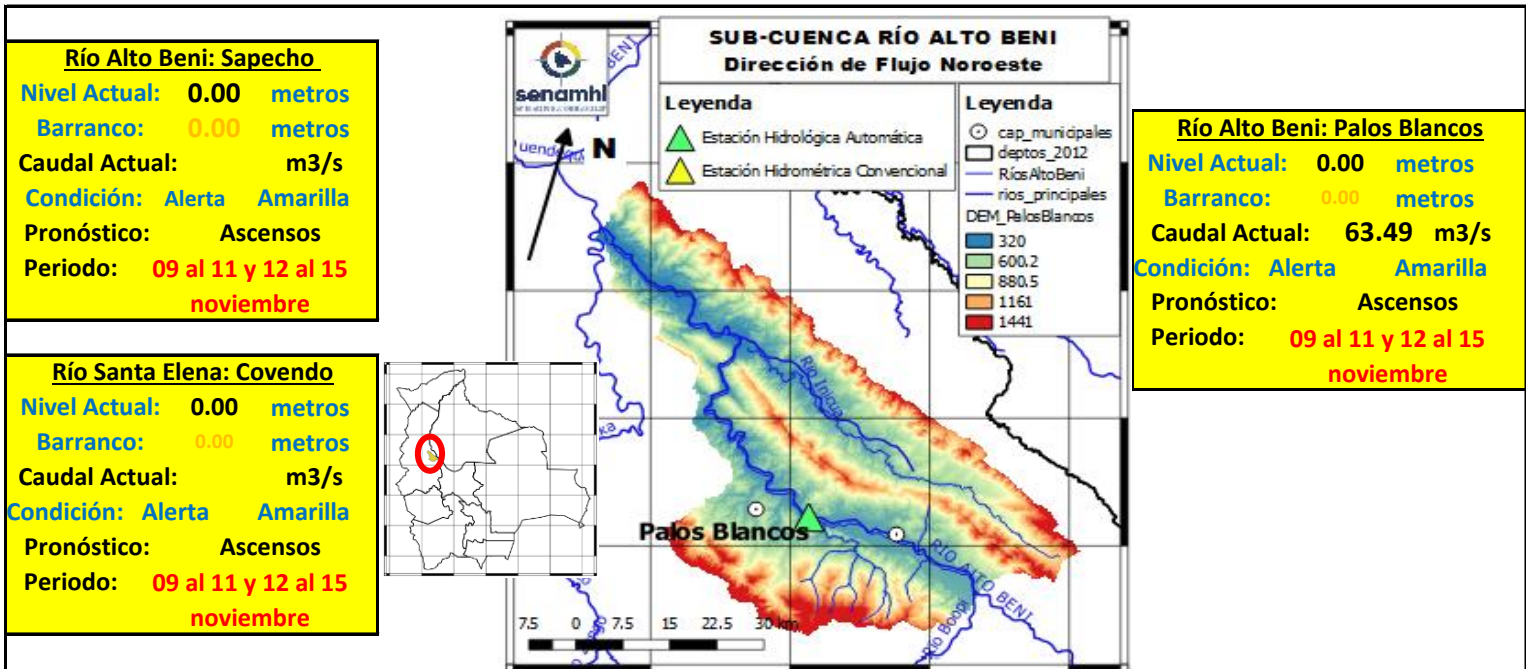 Río Alto Beni: Sapecho
Nivel Actual: 0.00 metros
Barranco: 0.00 metros
Caudal Actual: m3/s
Condición: Alerta Amarilla
Pronóstico: Ascensos
Periodo: 09 al 11 y 12 al 15
noviembre
Río Santa Elena: Covendo
Nivel Actual: 0.00 metros
Barranco: 0.00 metros
Caudal Actual: m3/s
Condición: Alerta Amarilla
Pronóstico: Ascensos
Periodo: 09 al 11 y 12 al 15
noviembre
SUB-CUENCA RÍO ALTO BENI
Dirección de Flujo Noroeste
senamhi
BENI
N
Leyenda
Estación Hidrológica Automática
Estación Hidrométrica Convencional
Leyenda
cap_municipales
deptos_2012
RíosAltoBeni
rios_principales
DEM_PalosBlancos
320
600.2
880.5
1161
1441
Río Inicua
Palos Blancos
RÍO ALTO BENI
Río Boopi
7.5 0 7.5 15 22.5 30 km
Río Alto Beni: Palos Blancos
Nivel Actual: 0.00 metros
Barranco: 0.00 metros
Caudal Actual: 63.49 m3/s
Condición: Alerta Amarilla
Pronóstico: Ascensos
Periodo: 09 al 11 y 12 al 15
noviembre